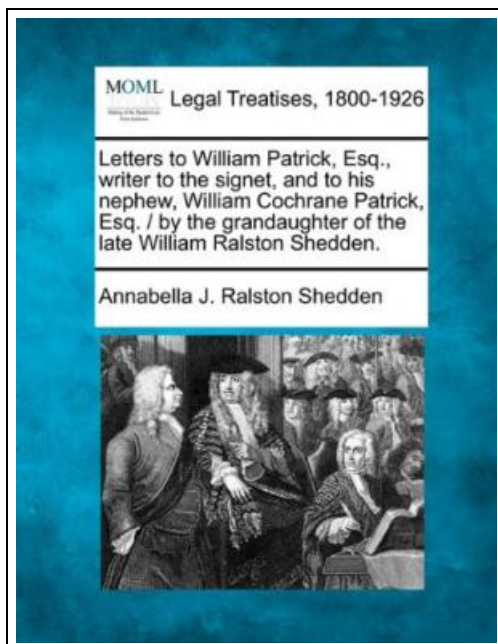 MOML
Legal Treatises, 1800-1926
Letters to William Patrick, Esq.,
writer to the signet, and to his
nephew, William Cochrane Patrick,
Esq. / by the grandaughter of the
late William Ralston Shedden.
Annabella J. Ralston Shedden